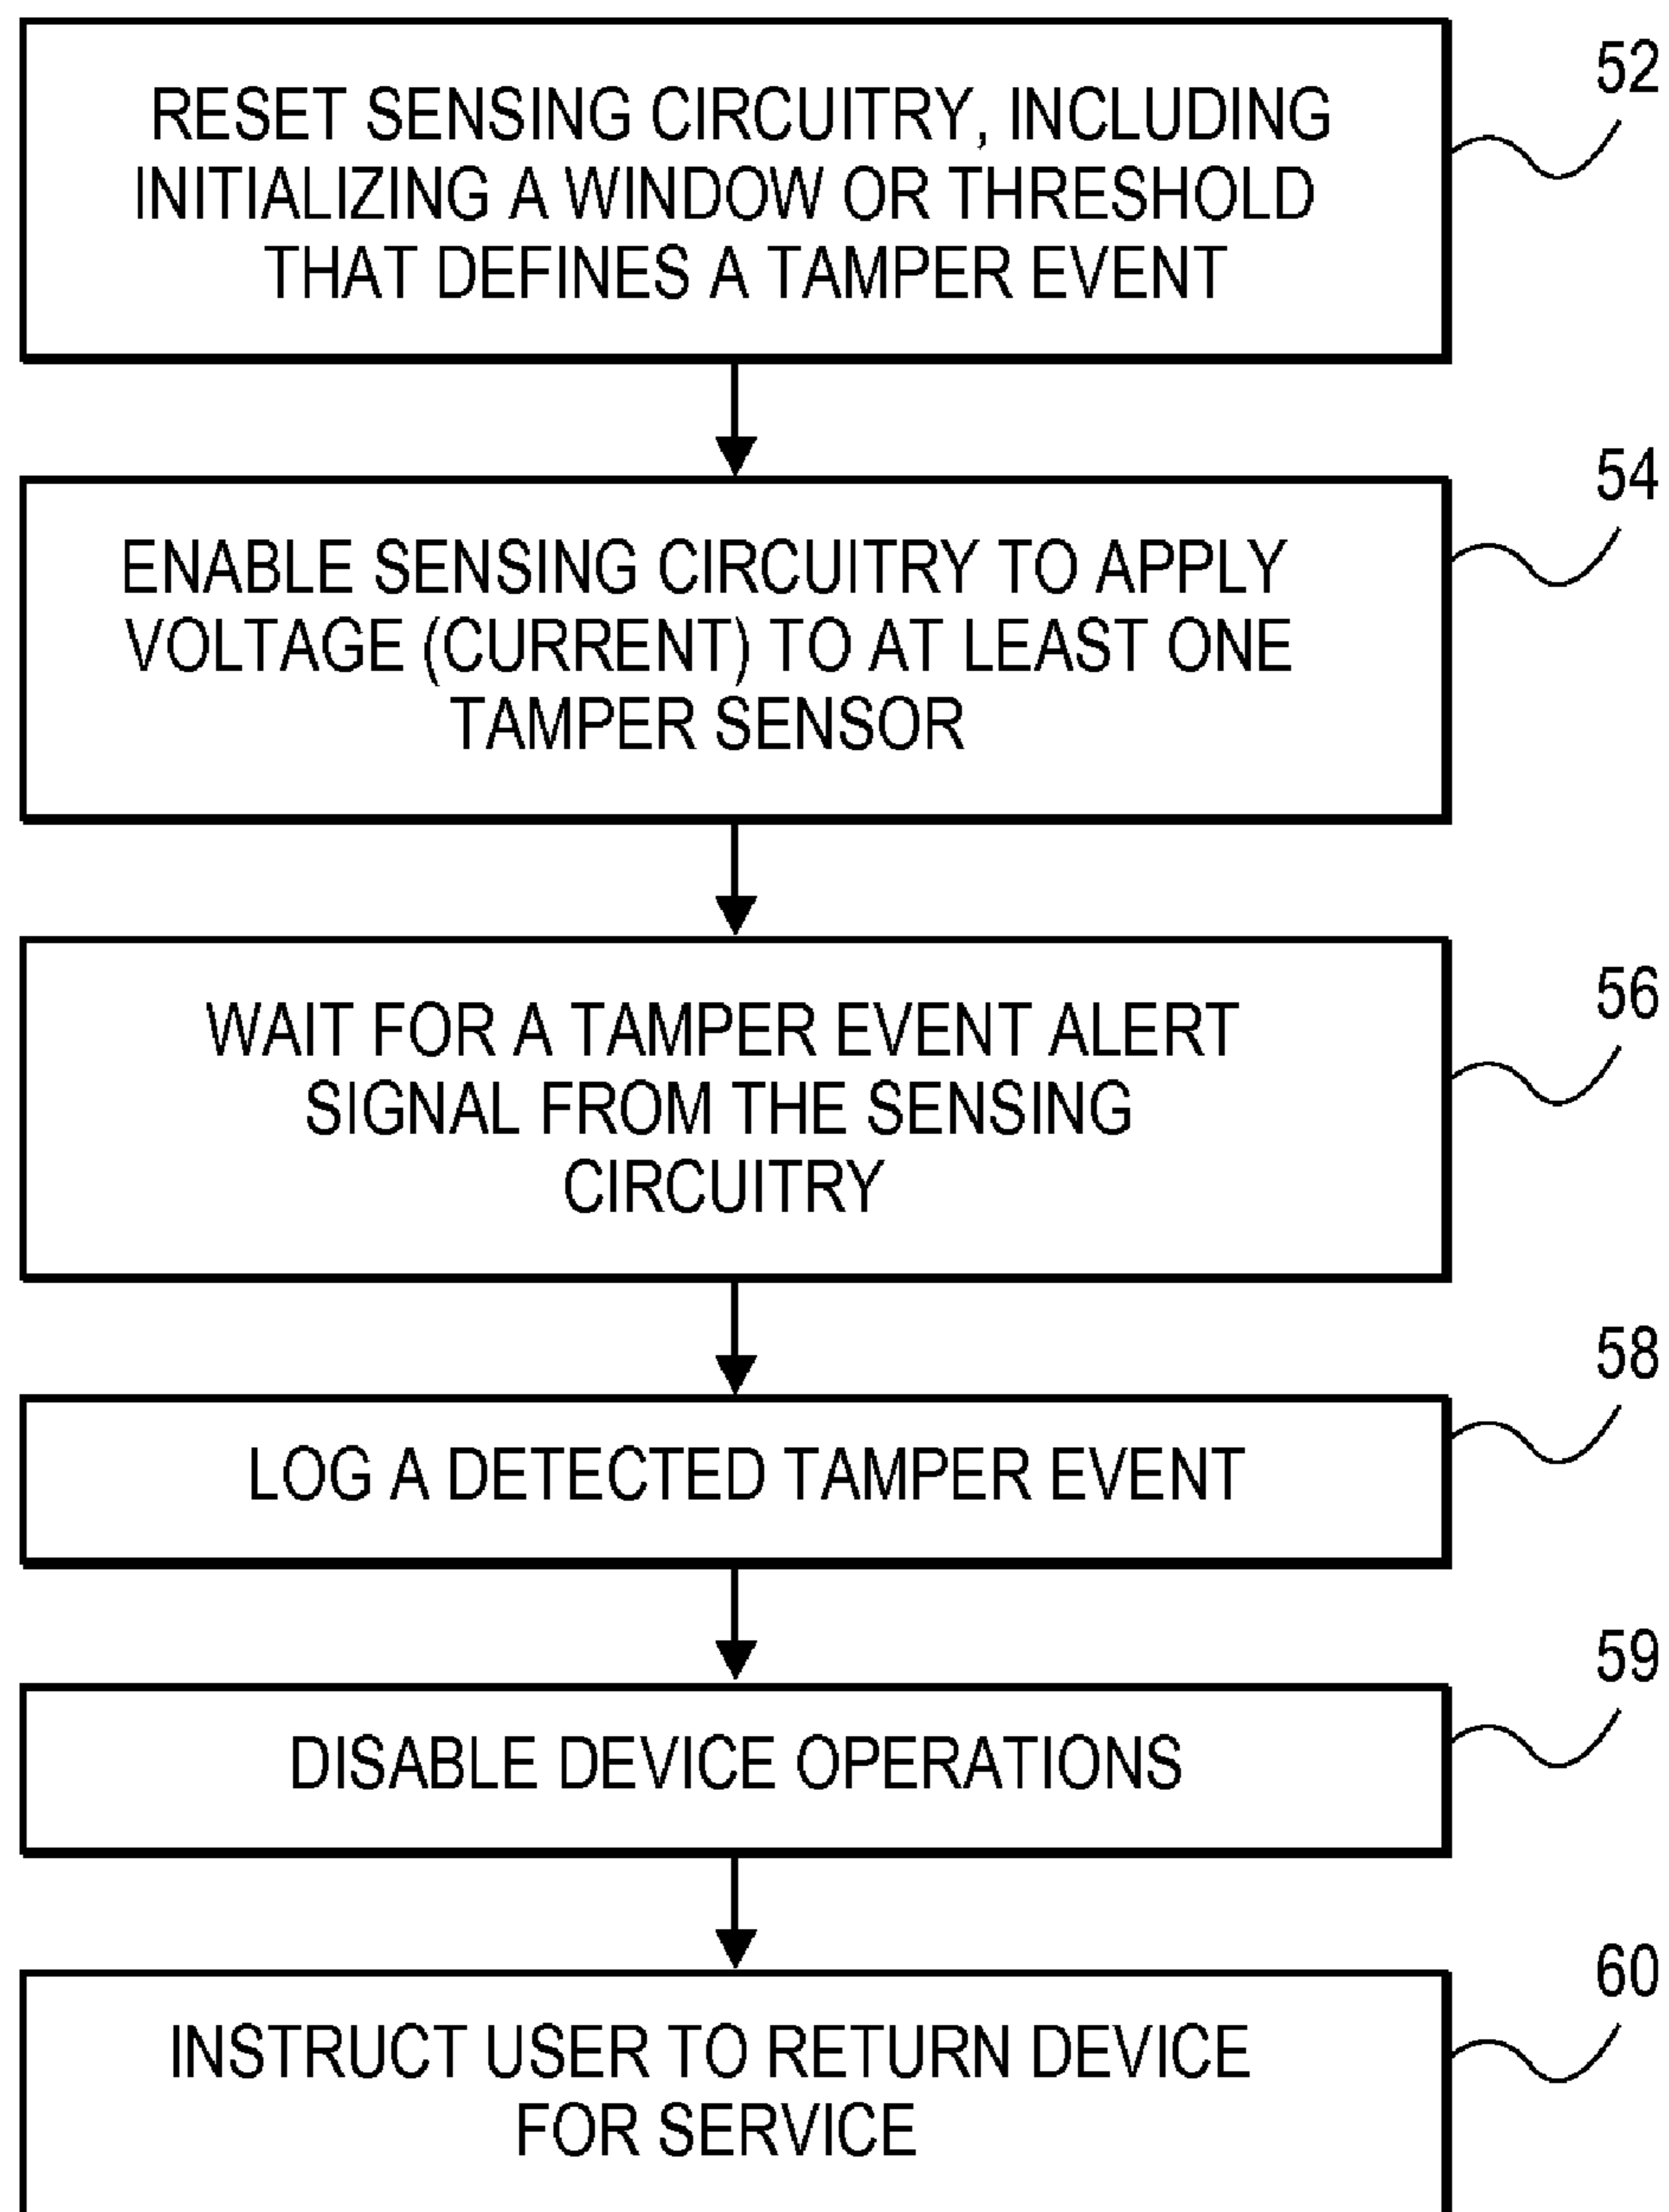 52
RESET SENSING CIRCUITRY, INCLUDING
INITIALIZING A WINDOW OR THRESHOLD
THAT DEFINES A TAMPER EVENT
54
ENABLE SENSING CIRCUITRY TO APPLY
VOLTAGE (CURRENT) TO AT LEAST ONE
TAMPER SENSOR
56
WAIT FOR A TAMPER EVENT ALERT
SIGNAL FROM THE SENSING
CIRCUITRY
58
LOG A DETECTED TAMPER EVENT
59
DISABLE DEVICE OPERATIONS
60
INSTRUCT USER TO RETURN DEVICE
FOR SERVICE